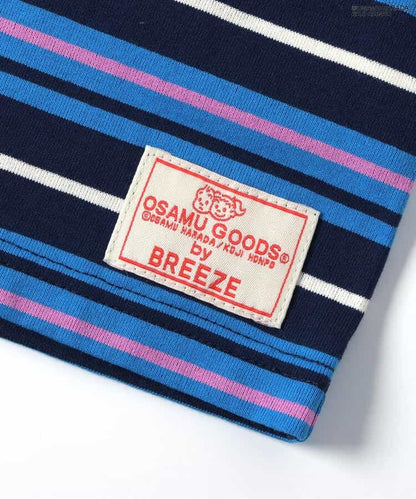 OSAMU GOODS®
©OSAMU HARADA/KOJI HONPO
by
BREEZE